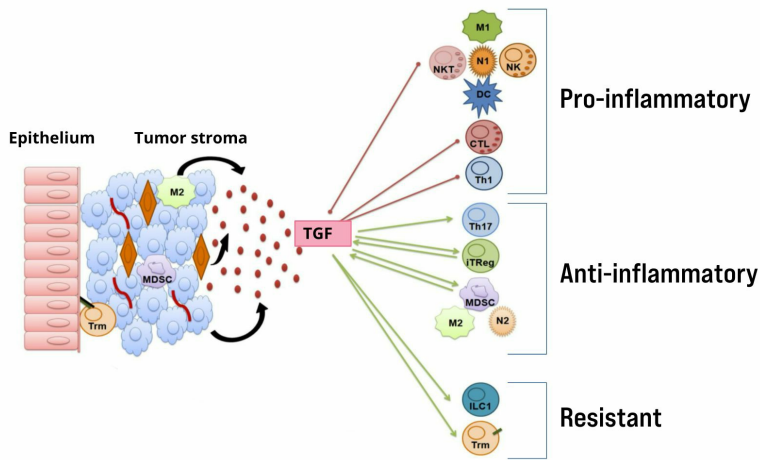 Epithelium
Tumor stroma
M2
MDSC
Trm
TGF
M1
NKT
N1
NK
DC
CTL
Th1
Pro-inflammatory
Th17
iTReg
MDSC
M2
N2
Anti-inflammatory
ILC1
Trm
Resistant